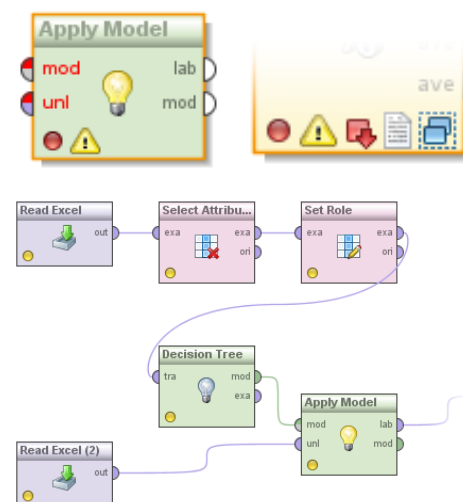 Apply Model
mod lab
unl mod
ave
Read Excel
out
Select Attribu...
exa exa
ori
Set Role
exa exa
ori
Decision Tree
tra mod
exa
Apply Model
mod lab
unl mod
Read Excel (2)
out